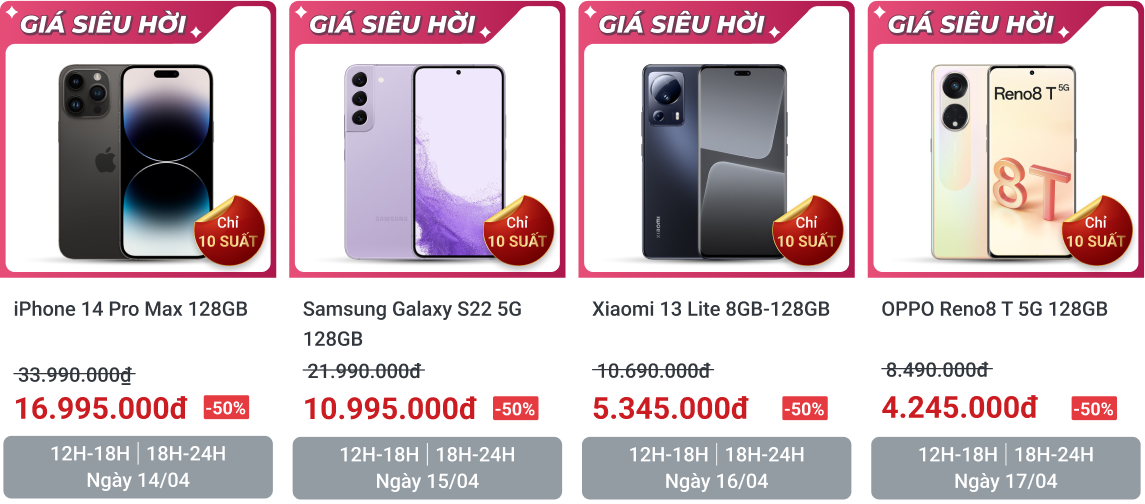 GIÁ SIÊU HỜI
Chỉ
10 SUẤT
iPhone 14 Pro Max 128GB
33.990.000₫
16.995.000đ -50%
12H-18H | 18H-24H
Ngày 14/04
GIÁ SIÊU HỜI
SAMSUNG
Chỉ
10 SUẤT
Samsung Galaxy S22 5G
128GB
21.990.000đ
10.995.000đ -50%
12H-18H | 18H-24H
Ngày 15/04
GIÁ SIÊU HỜI
xiaomi
Chỉ
10 SUẤT
Xiaomi 13 Lite 8GB-128GB
10.690.000đ
5.345.000đ -50%
12H-18H | 18H-24H
Ngày 16/04
GIÁ SIÊU HỜI
Reno8 T 5G
8T
Chỉ
10 SUẤT
OPPO Reno8 T 5G 128GB
8.490.000đ
4.245.000đ -50%
12H-18H | 18H-24H
Ngày 17/04